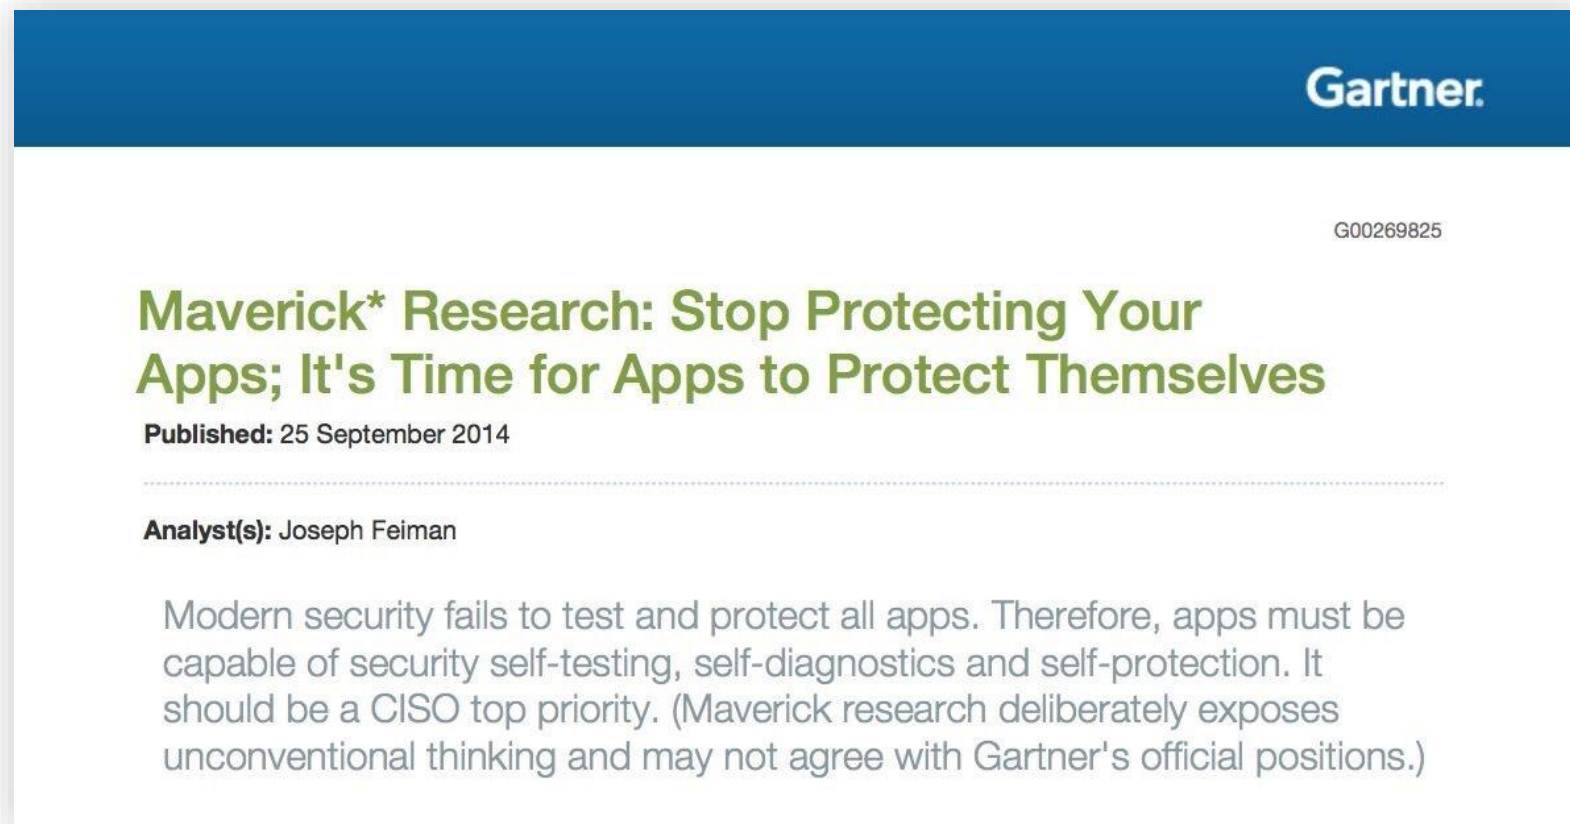 Gartner.
G00269825
Maverick* Research: Stop Protecting Your
Apps; It's Time for Apps to Protect Themselves
Published: 25 September 2014
Analyst(s): Joseph Feiman
Modern security fails to test and protect all apps. Therefore, apps must be
capable of security self-testing, self-diagnostics and self-protection. It
should be a CISO top priority. (Maverick research deliberately exposes
unconventional thinking and may not agree with Gartner's official positions.)